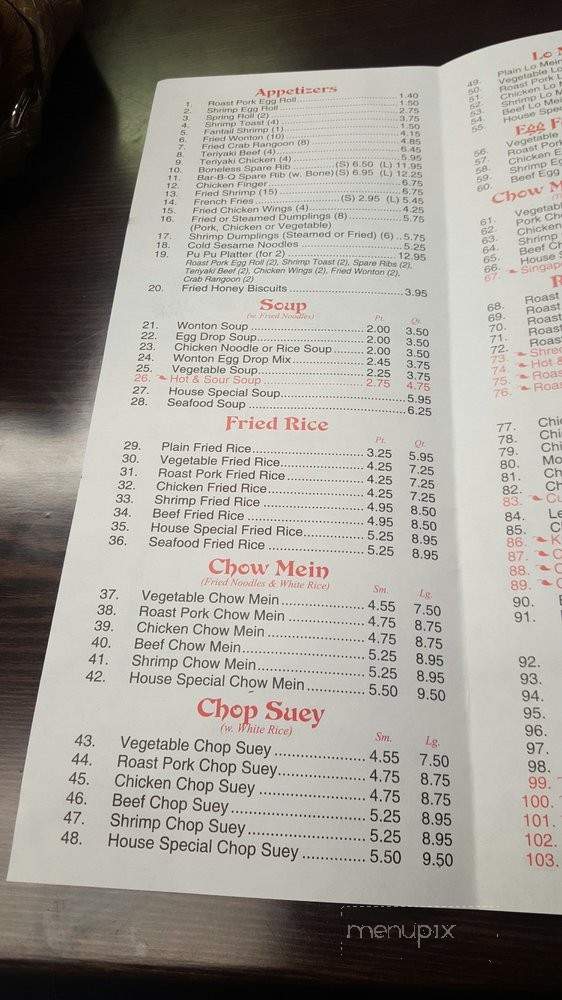 Appetizers
1. Roast Pork Egg Roll 1.40
2. Shrimp Egg Roll 1.50
3. Spring Roll (2) 2.75
4. Shrimp Toast (4) 3.75
5. Fantail Shrimp (1) 1.50
6. Fried Wonton (10) 4.15
7. Fried Crab Rangoon (8) 4.85
8. Teriyaki Beef (4) 6.45
9. Teriyaki Chicken (4) 5.95
10. Boneless Spare Rib (S) 6.50 (L) 11.95
11. Bar-B-Q Spare Rib (w. Bone) (S) 6.95 (L) 12.25
12. Chicken Finger 6.75
13. Fried Shrimp (15) 6.75
14. French Fries (S) 2.95 (L) 5.45
15. Fried Chicken Wings (4) 4.25
16. Fried or Steamed Dumplings (8) 5.75
(Pork, Chicken or Vegetable)
17. Shrimp Dumplings (Steamed or Fried) (6) 5.75
18. Cold Sesame Noodles 5.25
19. Pu Pu Platter (for 2) 12.95
Roast Pork Egg Roll (2), Shrimp Toast (2), Spare Ribs (2),
Teriyaki Beef (2), Chicken Wings (2), Fried Wonton (2),
Crab Rangoon (2)
20. Fried Honey Biscuits 3.95
Soup
(w. Fried Noodles)
Pt. Qt.
21. Wonton Soup 2.00 3.50
22. Egg Drop Soup 2.00 3.50
23. Chicken Noodle or Rice Soup 2.00 3.50
24. Wonton Egg Drop Mix 2.45 3.75
25. Vegetable Soup 2.25 3.75
26. Hot & Sour Soup 2.75 4.75
27. House Special Soup 5.95
28. Seafood Soup 6.25
Fried Rice
Pt. Qt.
29. Plain Fried Rice 3.25 5.95
30. Vegetable Fried Rice 4.25 7.25
31. Roast Pork Fried Rice 4.25 7.25
32. Chicken Fried Rice 4.25 7.25
33. Shrimp Fried Rice 4.95 8.50
34. Beef Fried Rice 4.95 8.50
35. House Special Fried Rice 5.25 8.95
36. Seafood Fried Rice 5.25 8.95
Chow Mein
(Fried Noodles & White Rice)
Sm. Lg.
37. Vegetable Chow Mein 4.55 7.50
38. Roast Pork Chow Mein 4.75 8.75
39. Chicken Chow Mein 4.75 8.75
40. Beef Chow Mein 5.25 8.95
41. Shrimp Chow Mein 5.25 8.95
42. House Special Chow Mein 5.50 9.50
Chop Suey
(w. White Rice)
Sm. Lg.
43. Vegetable Chop Suey 4.55 7.50
44. Roast Pork Chop Suey 4.75 8.75
45. Chicken Chop Suey 4.75 8.75
46. Beef Chop Suey 5.25 8.95
47. Shrimp Chop Suey 5.25 8.95
48. House Special Chop Suey 5.50 9.50
Lo
49. Plain Lo Mein
50. Vegetable Lo
51. Roast Pork L
52. Chicken Lo
53. Shrimp Lo M
54. Beef Lo Mei
55. House Spec
Egg F
56. Vegetable
57. Roast Por
58. Chicken E
59. Shrimp Eg
60. Beef Egg
Chow M
61. Vegetabl
62. Pork Ch
63. Chicken
64. Shrimp
65. Beef Ch
66. House S
67. Singap
R
68. Roast
69. Roast
70. Roast
71. Roast
72. Roast
73. Shre
74. Hot &
75. Roas
76. Roa
77. Chi
78. Chi
79. Chi
80. Mo
81. Ch
82. Ch
83. Cu
84. Le
85. C
86. K
87. C
88. C
89. C
90.
91.
92.
93.
94.
95.
96.
97.
98.
99.
100.
101.
102.
103.
menupix